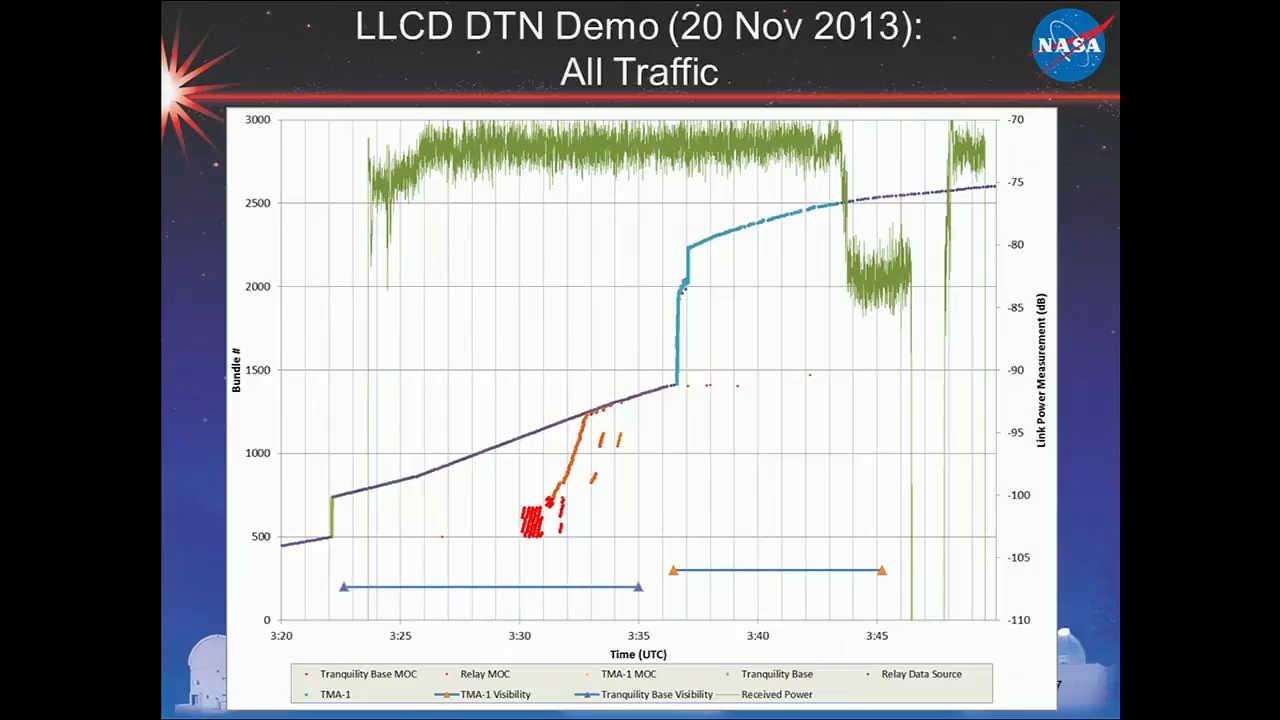 LLCD DTN Demo (20 Nov 2013):
All Traffic
NASA
3000
2500
2000
1500
1000
500
0
Bundle #
-70
-75
-80
-85
-90
-95
-100
-105
-110
Link Power Measurement (dB)
3:20 3:25 3:30 3:35 3:40 3:45
Time (UTC)
Tranquility Base MOC Relay MOC TMA-1 MOC Tranquility Base Relay Data Source
TMA-1 TMA-1 Visibility Tranquility Base Visibility Received Power
7